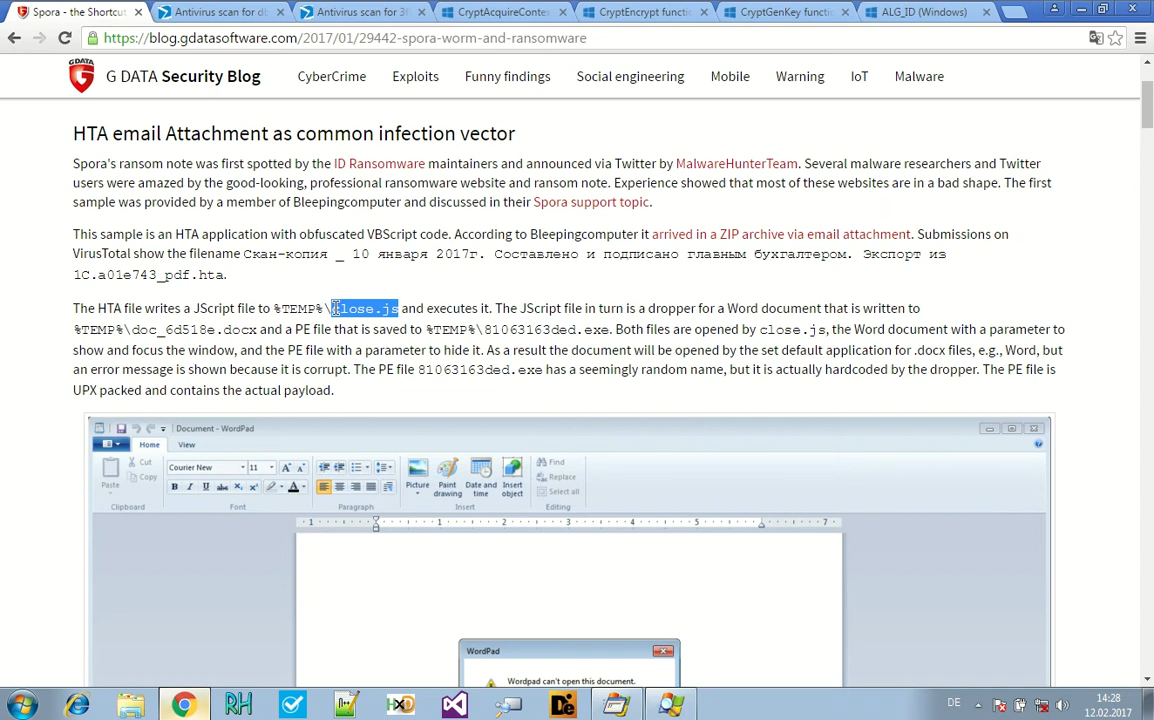 Spora - the Shortcut
Antivirus scan for db
Antivirus scan for 3f
CryptAcquireContex
CryptEncrypt functio
CryptGenKey functio
ALG_ID (Windows)
https://blog.gdatasoftware.com/2017/01/29442-spora-worm-and-ransomware
G DATA Security Blog
CyberCrime
Exploits
Funny findings
Social engineering
Mobile
Warning
IoT
Malware
HTA email Attachment as common infection vector
Spora's ransom note was first spotted by the ID Ransomware maintainers and announced via Twitter by MalwareHunterTeam. Several malware researchers and Twitter
users were amazed by the good-looking, professional ransomware website and ransom note. Experience showed that most of these websites are in a bad shape. The first
sample was provided by a member of Bleepingcomputer and discussed in their Spora support topic.
This sample is an HTA application with obfuscated VBScript code. According to Bleepingcomputer it arrived in a ZIP archive via email attachment. Submissions on
VirusTotal show the filename Скан-копия _ 10 января 2017г. Составлено и подписано главным бухгалтером. Экспорт из
1С.a01e743_pdf.hta.
The HTA file writes a JScript file to %TEMP%\close.js and executes it. The JScript file in turn is a dropper for a Word document that is written to
%TEMP%\doc_6d518e.docx and a PE file that is saved to %TEMP%\81063163ded.exe. Both files are opened by close.js, the Word document with a parameter to
show and focus the window, and the PE file with a parameter to hide it. As a result the document will be opened by the set default application for .docx files, e.g., Word, but
an error message is shown because it is corrupt. The PE file 81063163ded.exe has a seemingly random name, but it is actually hardcoded by the dropper. The PE file is
UPX packed and contains the actual payload.
Document - WordPad
Home
View
Paste
Cut
Copy
Clipboard
Courier New
11
Font
Paragraph
Picture
Paint drawing
Date and time
Insert object
Insert
Find
Replace
Select all
Editing
1 1 2 3 4 5 6 7
WordPad
Wordpad can't open this document.
RH
DE
14:28
12.02.2017